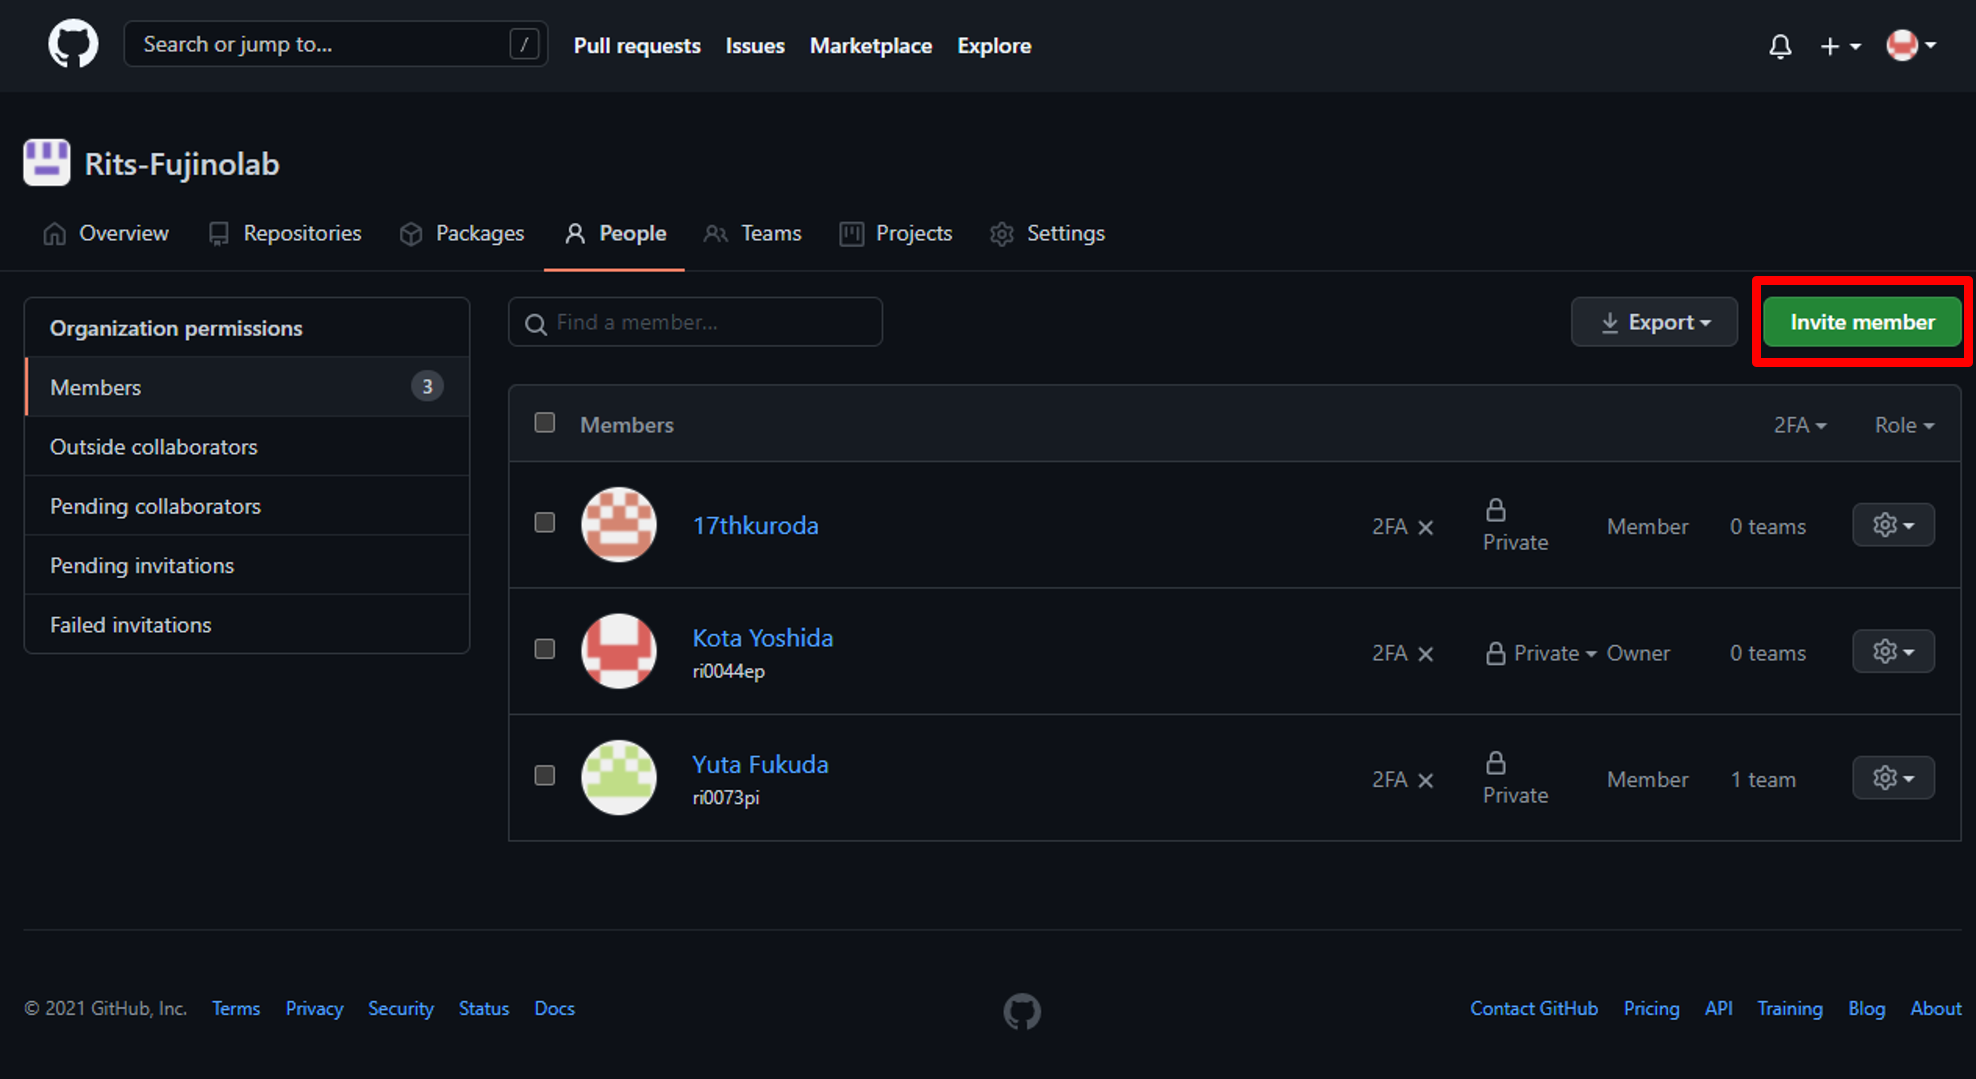 Search or jump to... / Pull requests Issues Marketplace Explore
Rits-Fujinolab
Overview Repositories Packages People Teams Projects Settings
Organization permissions
Members 3
Outside collaborators
Pending collaborators
Pending invitations
Failed invitations
Find a member... Export Invite member
Members 2FA Role
17thkuroda 2FA Private Member 0 teams
Kota Yoshida
ri0044ep 2FA Private Owner 0 teams
Yuta Fukuda
ri0073pi 2FA Private Member 1 team
© 2021 GitHub, Inc. Terms Privacy Security Status Docs Contact GitHub Pricing API Training Blog About